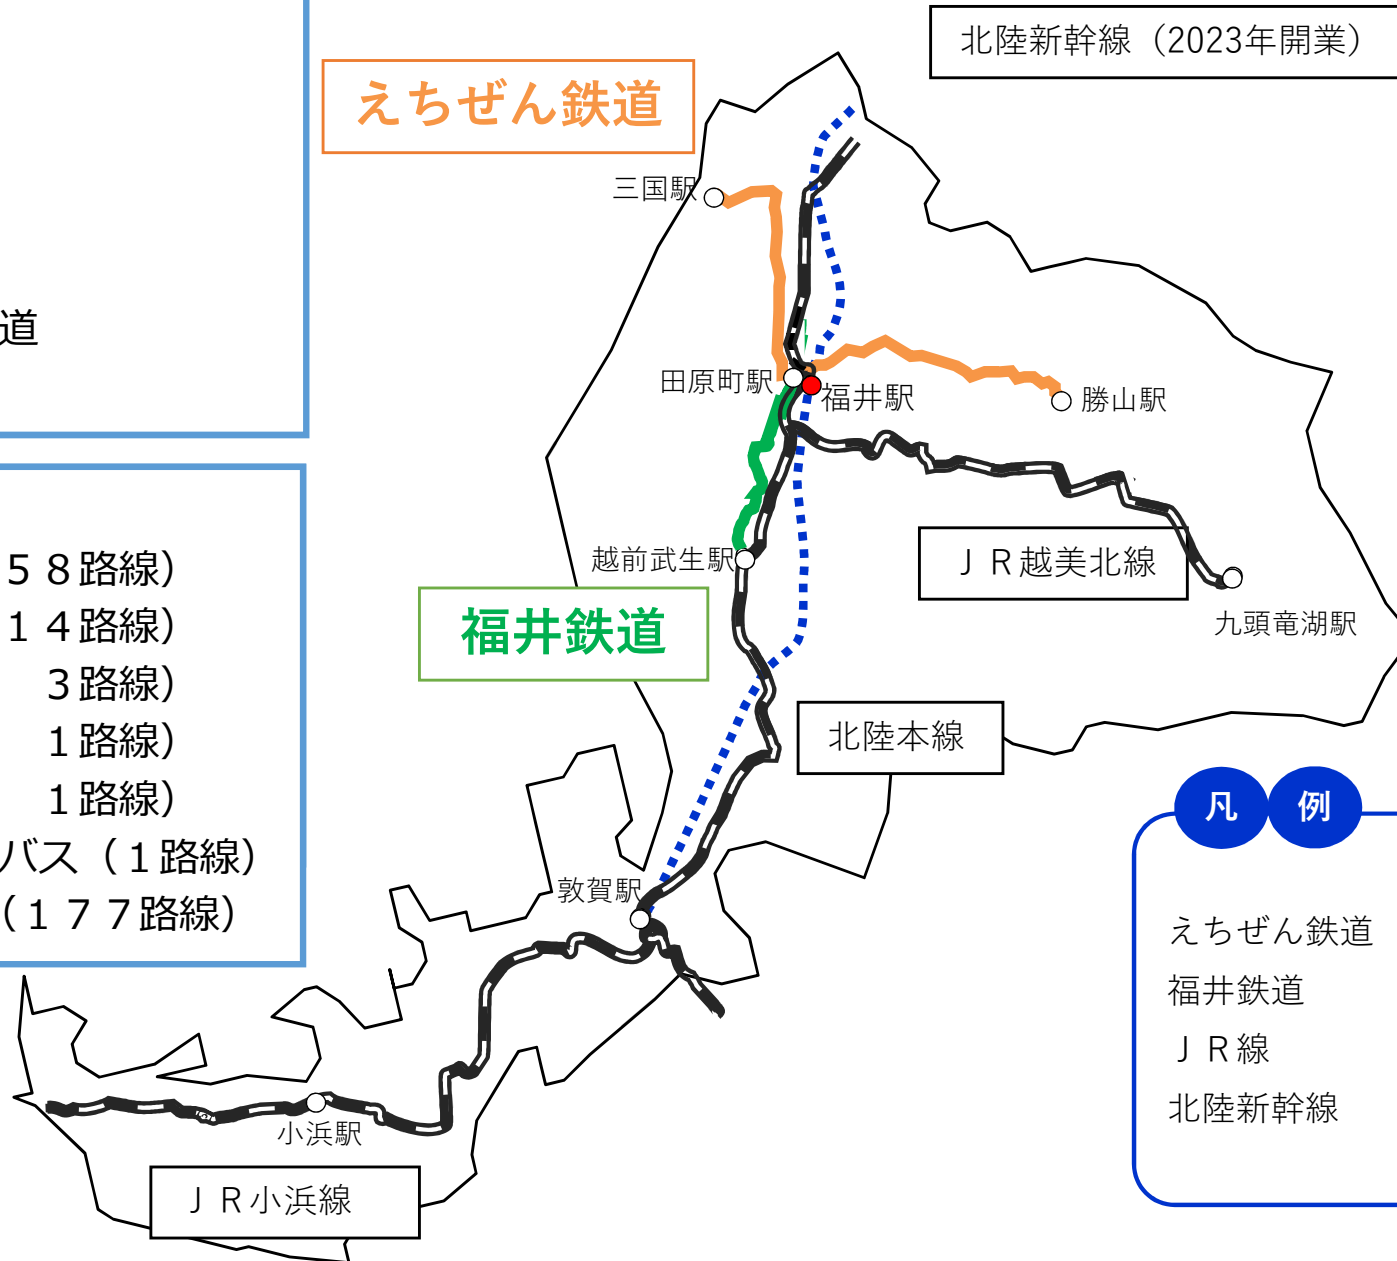 北陸新幹線（2023年開業）
えちぜん鉄道
三国駅
道
田原町駅
福井駅
勝山駅
５８路線）
１４路線）
３路線）
１路線）
１路線）
バス（１路線）
（１７７路線）
越前武生駅
ＪＲ越美北線
九頭竜湖駅
福井鉄道
北陸本線
敦賀駅
凡例
えちぜん鉄道
福井鉄道
ＪＲ線
北陸新幹線
小浜駅
ＪＲ小浜線